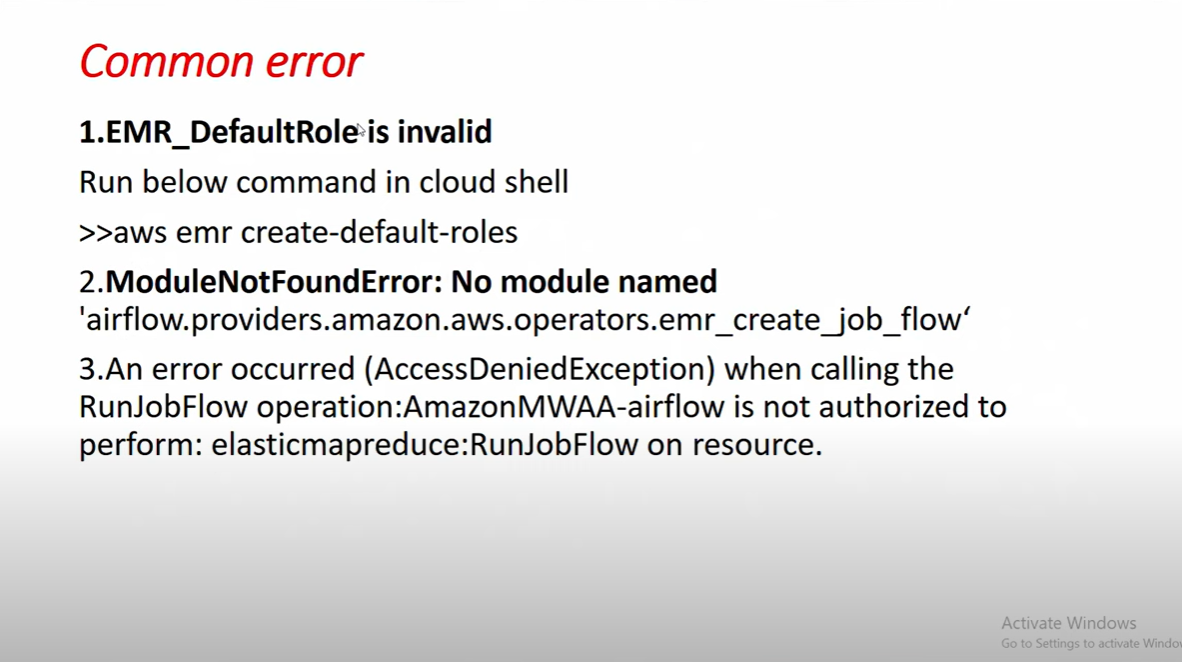 Common error
1.EMR_DefaultRole is invalid
Run below command in cloud shell
>>aws emr create-default-roles
2.ModuleNotFoundError: No module named
'airflow.providers.amazon.aws.operators.emr_create_job_flow‘
3.An error occurred (AccessDeniedException) when calling the
RunJobFlow operation:AmazonMWAA-airflow is not authorized to
perform: elasticmapreduce:RunJobFlow on resource.
Activate Windows
Go to Settings to activate Windo